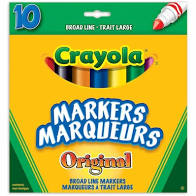 10
BROAD LINE • TRAIT LARGE
Crayola
MARKERS
MARQUEURS
Original
BROAD LINE MARKERS
MARQUEURS À TRAIT LARGE